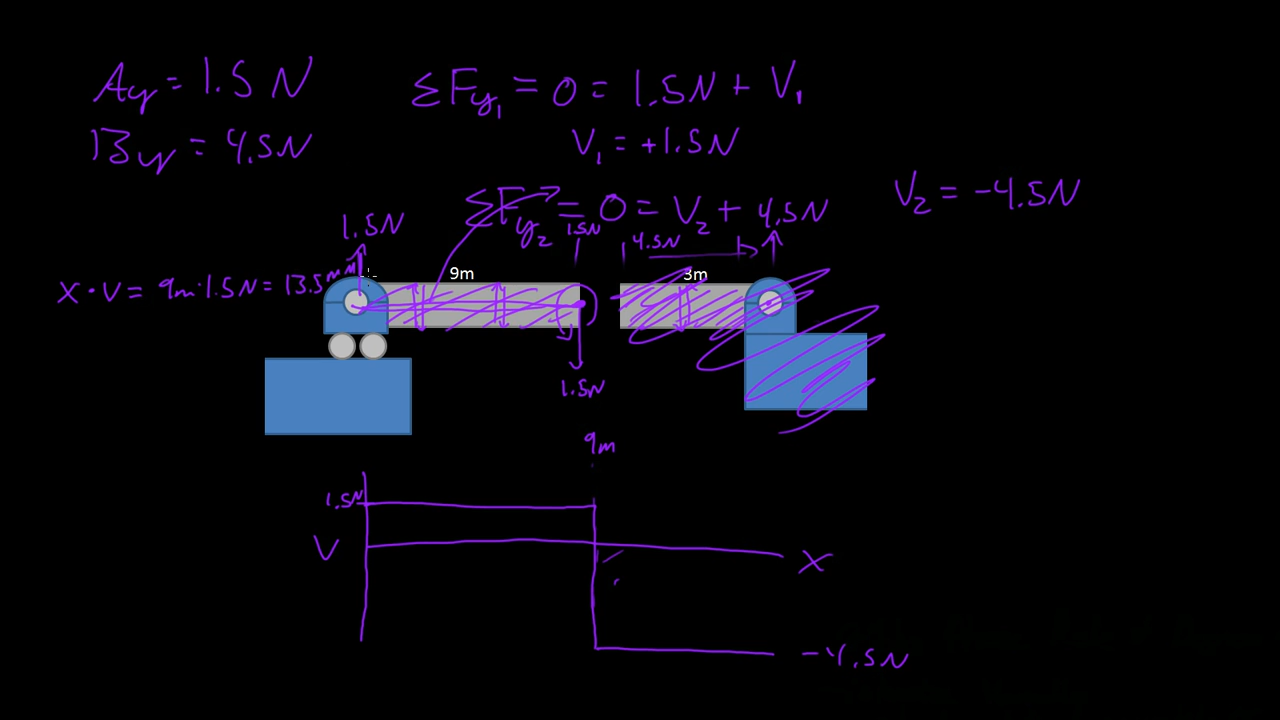 Ay = 1.5 N
ΣFy₁ = 0 = 1.5N + V₁
By = 4.5N
V₁ = +1.5N
ΣFy₂ = 0 = V₂ + 4.5N
V₂ = -4.5N
1.5N
1.5N
4.5N
9m
3m
X · V = 9m · 1.5N = 13.5
1.5N
9m
1.5N
V
X
-4.5N